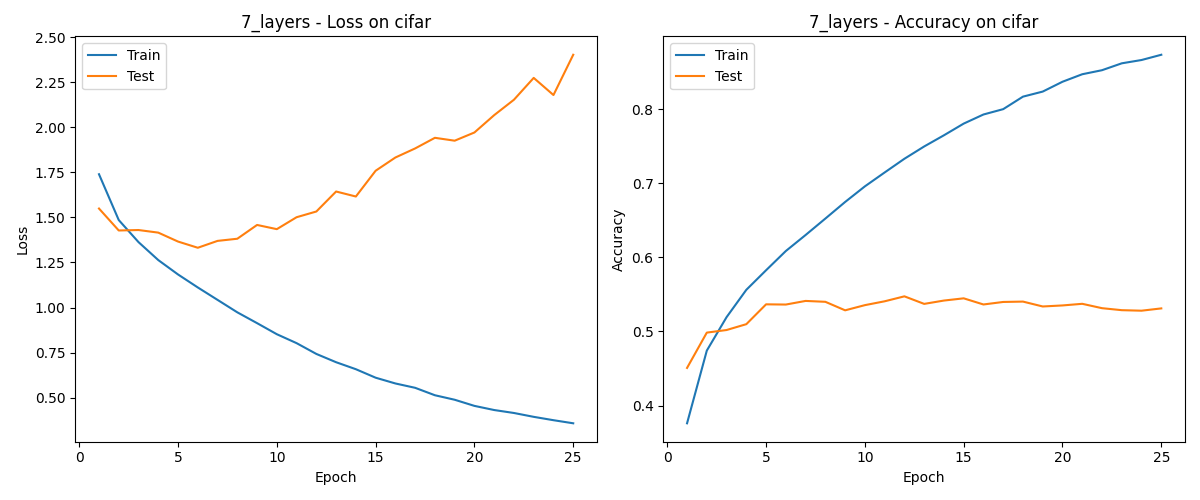 7_layers - Loss on cifar
Loss
2.50
2.25
2.00
1.75
1.50
1.25
1.00
0.75
0.50
Train
Test
0
5
10
15
20
25
Epoch
7_layers - Accuracy on cifar
Accuracy
0.8
0.7
0.6
0.5
0.4
Train
Test
0
5
10
15
20
25
Epoch